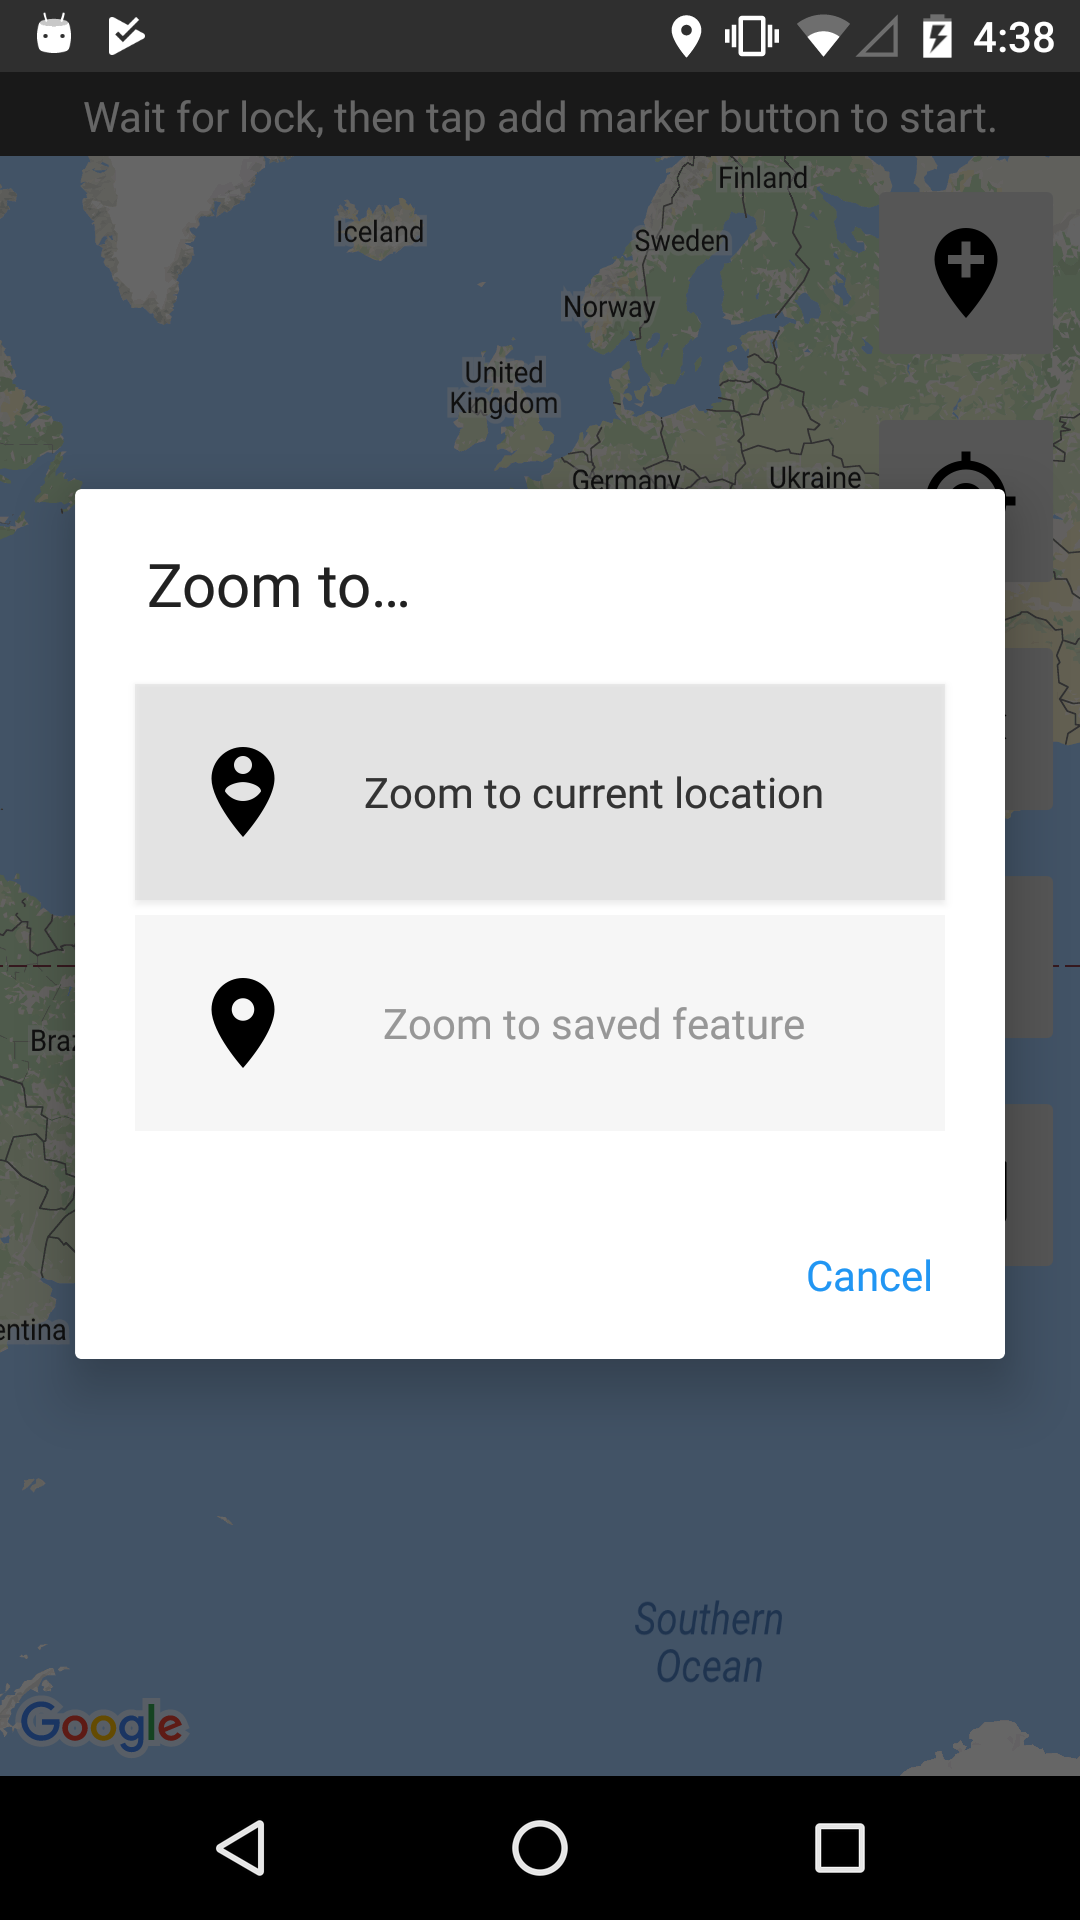 4:38
Wait for lock, then tap add marker button to start.
Finland
Iceland
Sweden
Norway
United
Kingdom
Germany
Ukraine
Zoom to...
Zoom to current location
Zoom to saved feature
Braz
Cancel
entina
Southern
Ocean
Google